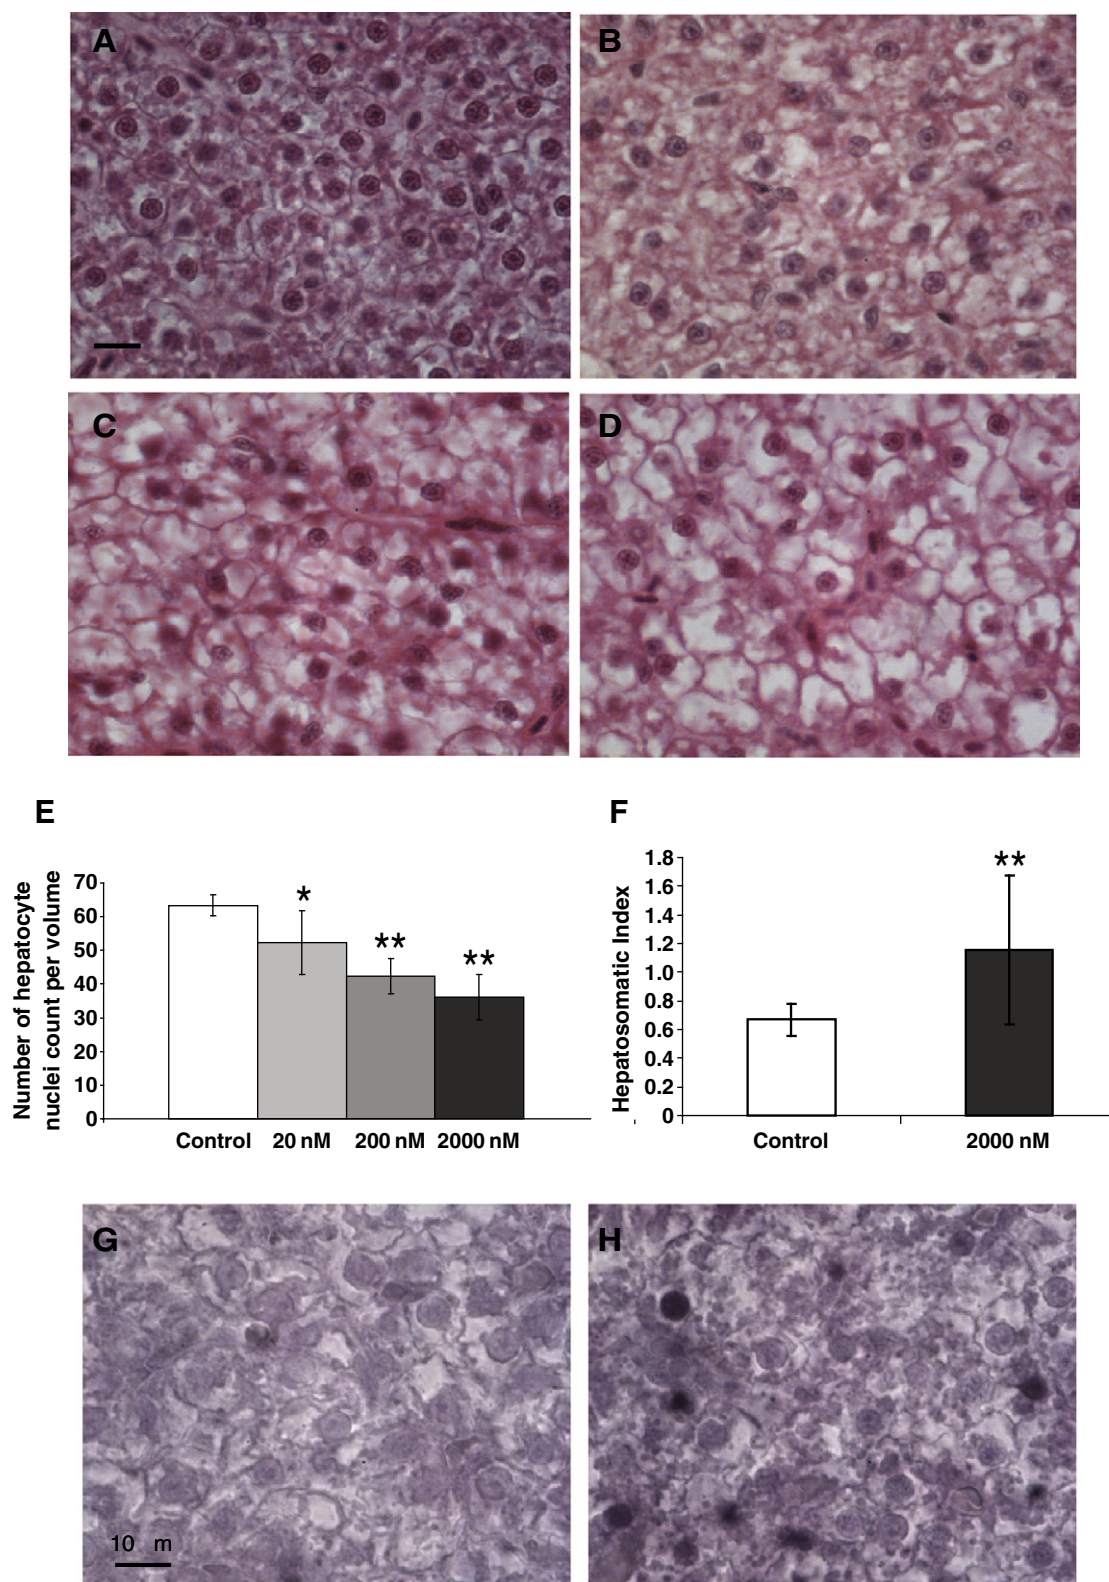 A
B
C
D
E
F
Number of hepatocyte
nuclei count per volume
70
60
50
40
30
20
10
0
*
**
**
Control
20 nM
200 nM
2000 nM
Hepatosomatic Index
1.8
1.6
1.4
1.2
1.0
0.8
0.6
0.4
0.2
0
**
Control
2000 nM
G
H
10 m